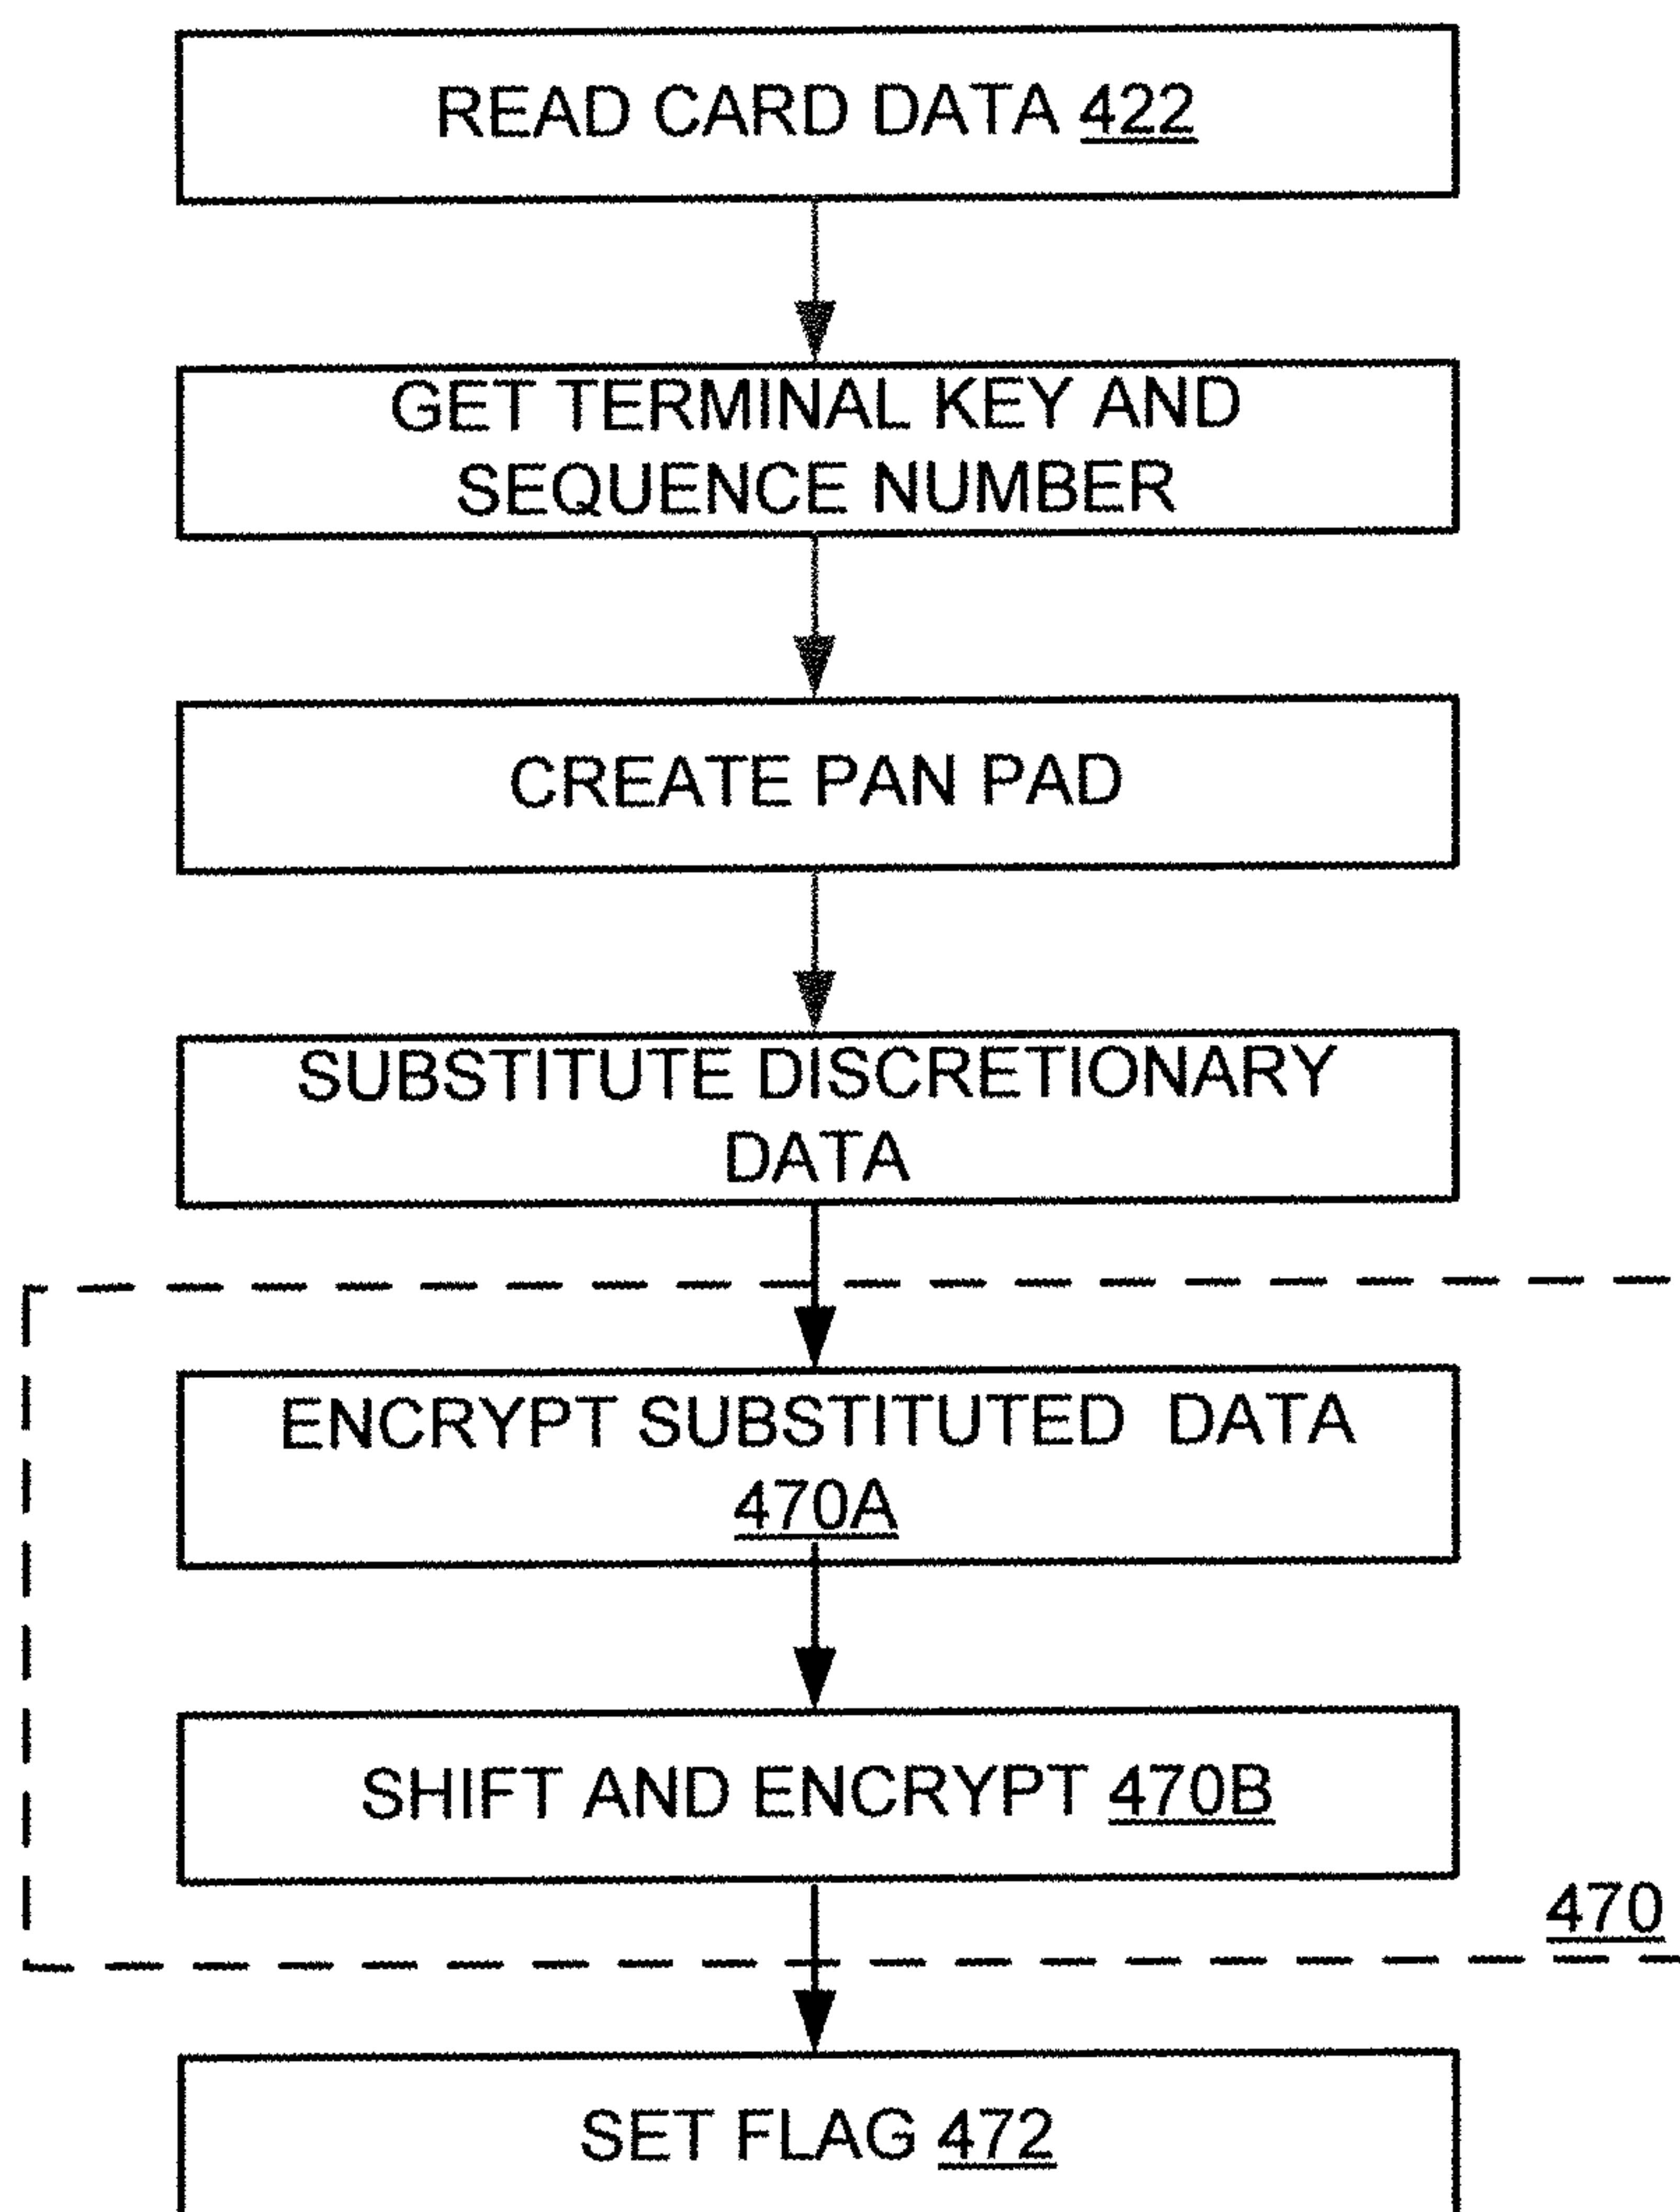 READ CARD DATA 422
GET TERMINAL KEY AND
SEQUENCE NUMBER
CREATE PAN PAD
SUBSTITUTE DISCRETIONARY
DATA
ENCRYPT SUBSTITUTED DATA
470A
SHIFT AND ENCRYPT 470B
470
SET FLAG 472